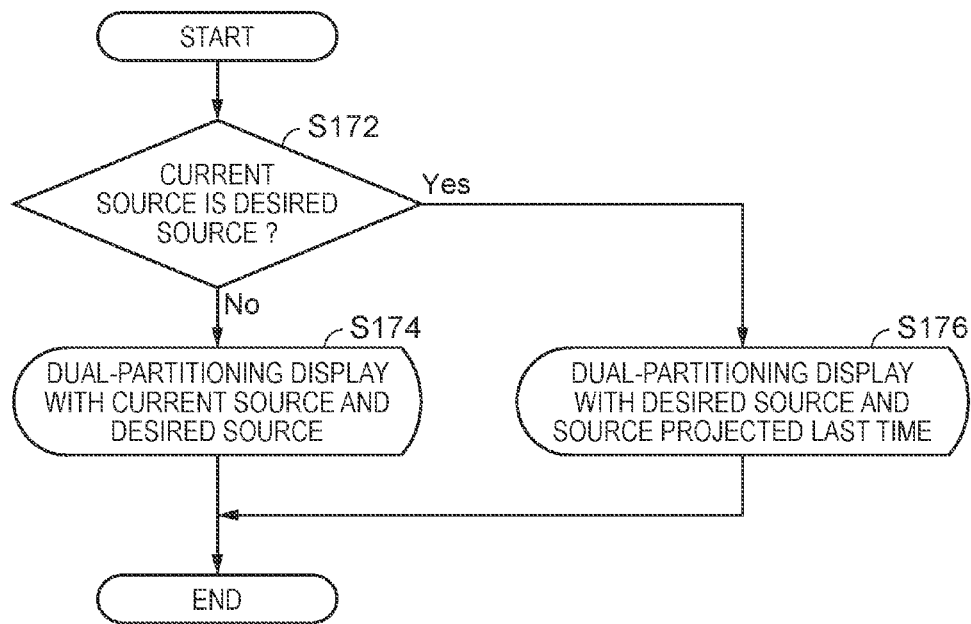 START
S172
CURRENT
SOURCE IS DESIRED
SOURCE ?
Yes
No
S174
DUAL-PARTITIONING DISPLAY
WITH CURRENT SOURCE AND
DESIRED SOURCE
S176
DUAL-PARTITIONING DISPLAY
WITH DESIRED SOURCE AND
SOURCE PROJECTED LAST TIME
END